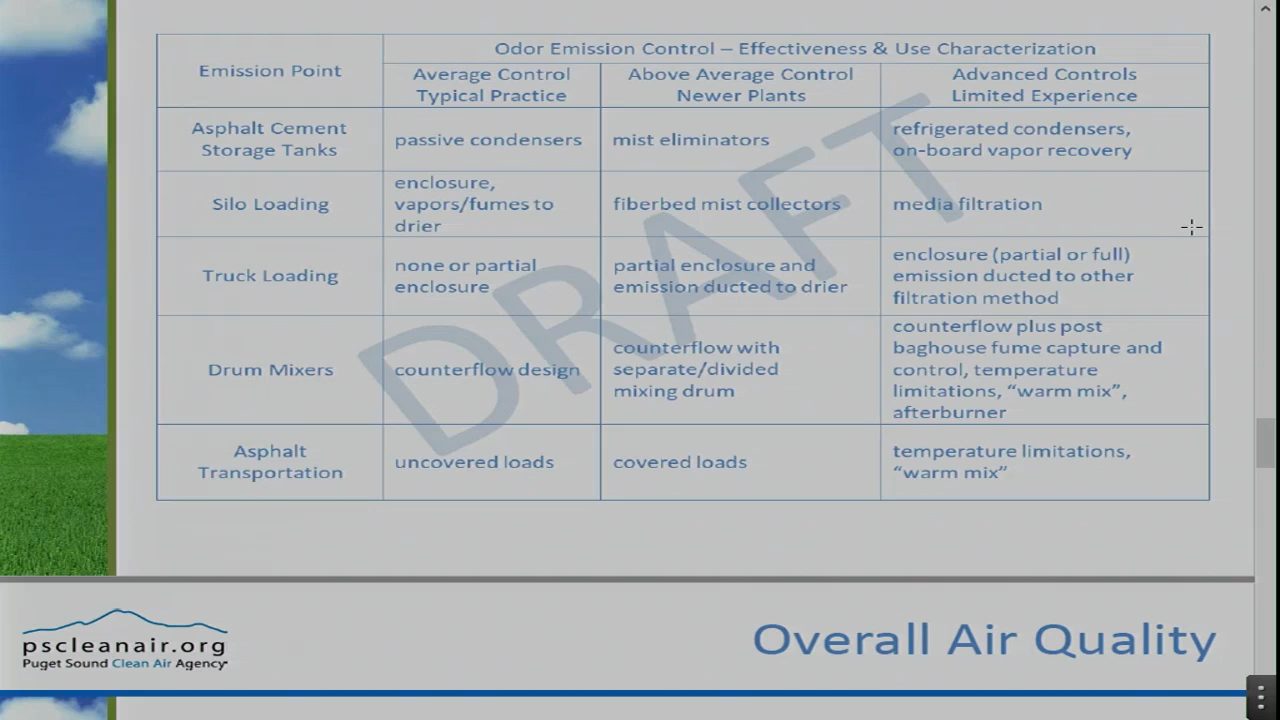 Odor Emission Control – Effectiveness & Use Characterization
Emission Point
Average Control
Typical Practice
Above Average Control
Newer Plants
Advanced Controls
Limited Experience
Asphalt Cement
Storage Tanks
passive condensers
mist eliminators
refrigerated condensers,
on-board vapor recovery
Silo Loading
enclosure,
vapors/fumes to
drier
fiberbed mist collectors
media filtration
Truck Loading
none or partial
enclosure
partial enclosure and
emission ducted to drier
enclosure (partial or full)
emission ducted to other
filtration method
Drum Mixers
counterflow design
counterflow with
separate/divided
mixing drum
counterflow plus post
baghouse fume capture and
control, temperature
limitations, “warm mix”,
afterburner
Asphalt
Transportation
uncovered loads
covered loads
temperature limitations,
“warm mix”
DRAFT
pscleanair.org
Puget Sound Clean Air Agency
Overall Air Quality